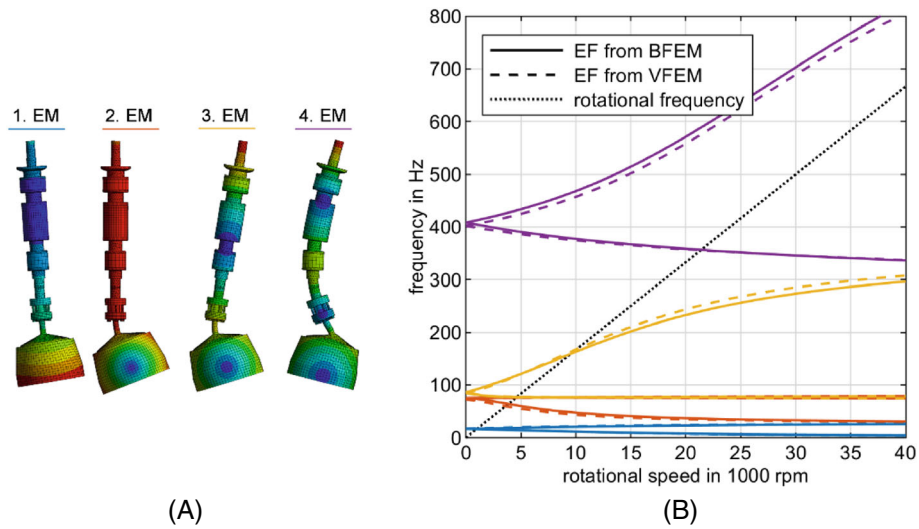 1. EM 2. EM 3. EM 4. EM
800
700
600
500
400
300
200
100
0
frequency in Hz
EF from BFEM
EF from VFEM
rotational frequency
0 5 10 15 20 25 30 35 40
rotational speed in 1000 rpm
(A) (B)